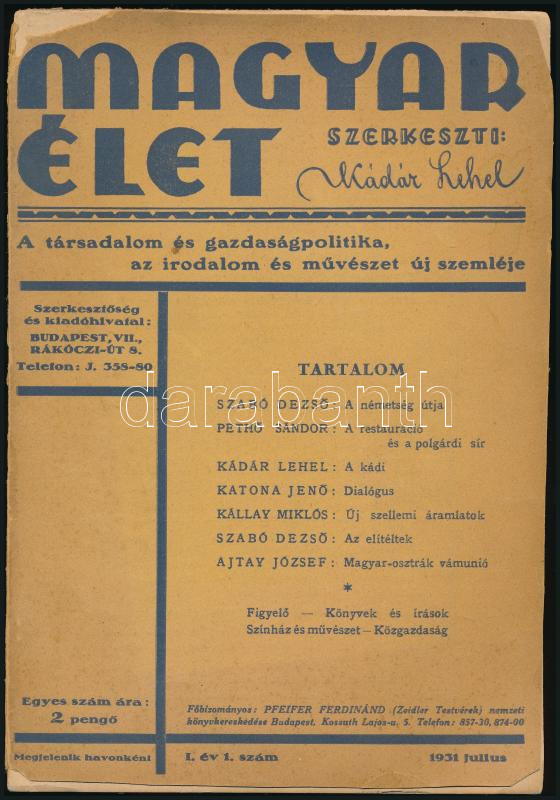 MAGYAR
ÉLET
SZERKESZTI:
Kádár Lehel
A társadalom és gazdaságpolitika,
az irodalom és művészet új szemléje
Szerkesztőség
és kiadóhivatal:
BUDAPEST, VII.,
RÁKÓCZI-ÚT 8.
Telefon: J. 358-80
TARTALOM
darabanth
SZABÓ DEZSŐ: A németség útja
PETHŐ SÁNDOR: A restauráció
és a polgárdi sír
KÁDÁR LEHEL: A kádi
KATONA JENŐ: Dialógus
KÁLLAY MIKLÓS: Új szellemi áramlatok
SZABÓ DEZSŐ: Az elítéltek
AJTAY JÓZSEF: Magyar-osztrák vámunió
*
Figyelő — Könyvek és írások
Színház és művészet — Közgazdaság
Egyes szám ára:
2 pengő
Főbizományos: PFEIFER FERDINÁND (Zeidler Testvérek) nemzeti
könyvkereskedése Budapest, Kossuth Lajos-u. 5. Telefon: 857-30, 874-00
Megjelenik havonként
I. év 1. szám
1931 Julius